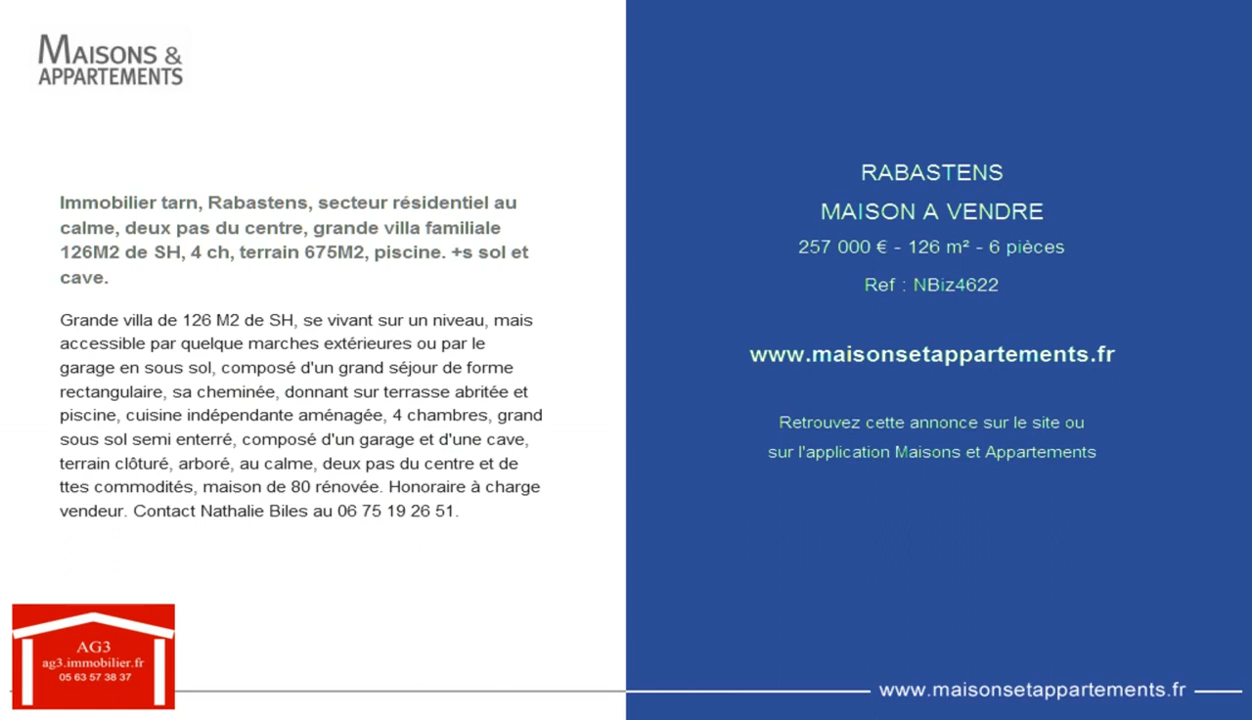 MAISONS &
APPARTEMENTS
Immobilier tarn, Rabastens, secteur résidentiel au
calme, deux pas du centre, grande villa familiale
126M2 de SH, 4 ch, terrain 675M2, piscine. +s sol et
cave.
Grande villa de 126 M2 de SH, se vivant sur un niveau, mais
accessible par quelque marches extérieures ou par le
garage en sous sol, composé d'un grand séjour de forme
rectangulaire, sa cheminée, donnant sur terrasse abritée et
piscine, cuisine indépendante aménagée, 4 chambres, grand
sous sol semi enterré, composé d'un garage et d'une cave,
terrain clôturé, arboré, au calme, deux pas du centre et de
ttes commodités, maison de 80 rénovée. Honoraire à charge
vendeur. Contact Nathalie Biles au 06 75 19 26 51.
AG3
ag3.immobilier.fr
05 63 57 38 37
RABASTENS
MAISON A VENDRE
257 000 € - 126 m² - 6 pièces
Ref : NBiz4622
www.maisonsetappartements.fr
Retrouvez cette annonce sur le site ou
sur l'application Maisons et Appartements
www.maisonsetappartements.fr